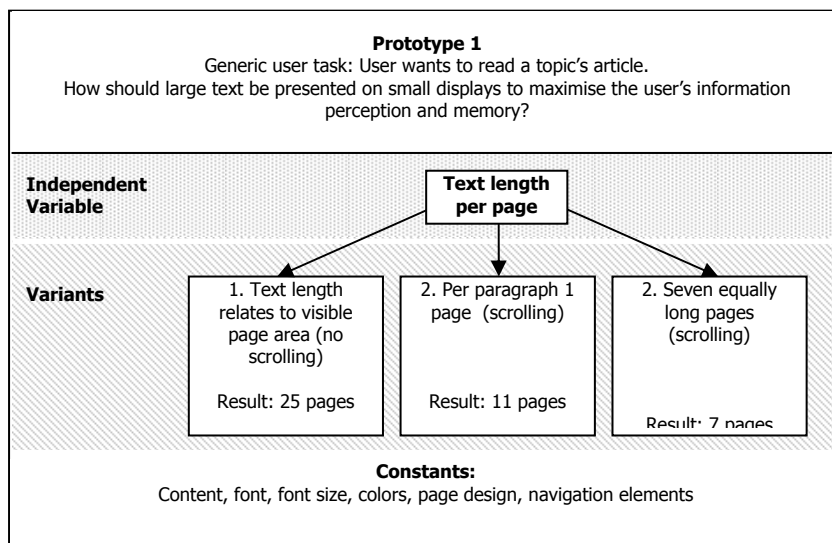 Prototype 1
Generic user task: User wants to read a topic's article.
How should large text be presented on small displays to maximise the user's information
perception and memory?
Independent
Variable
Text length
per page
Variants
1. Text length
relates to visible
page area (no
scrolling)
Result: 25 pages
2. Per paragraph 1
page (scrolling)
Result: 11 pages
2. Seven equally
long pages
(scrolling)
Result: 7 pages
Constants:
Content, font, font size, colors, page design, navigation elements